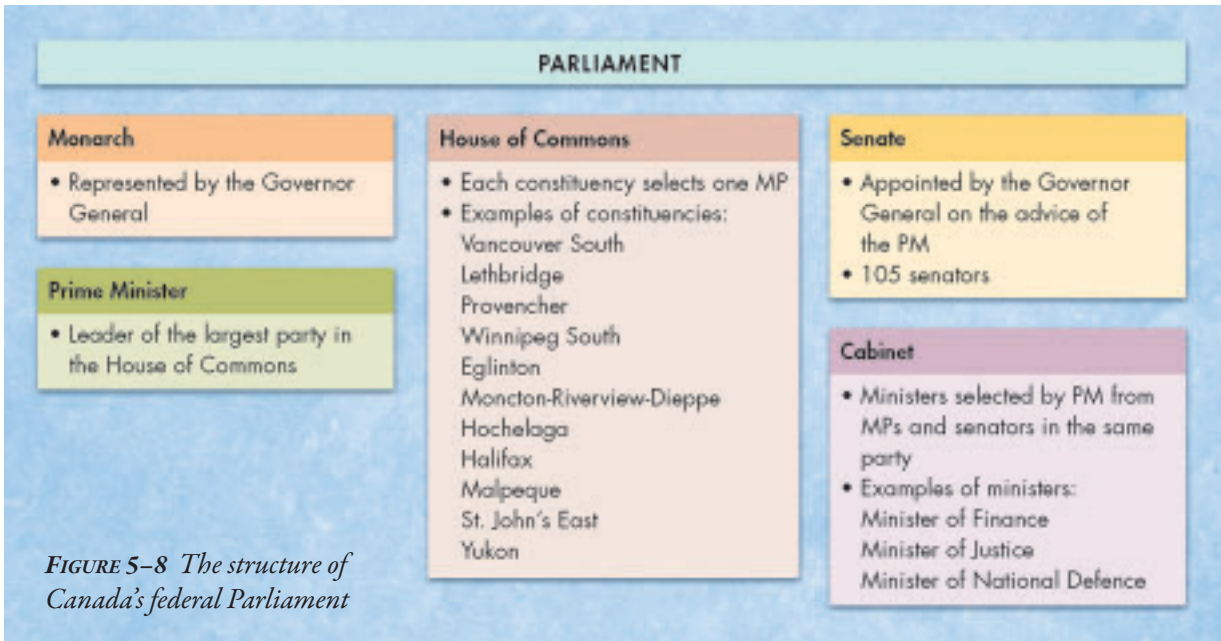 PARLIAMENT
Monarch
• Represented by the Governor
General
Prime Minister
• Leader of the largest party in
the House of Commons
House of Commons
• Each constituency selects one MP
• Examples of constituencies:
Vancouver South
Lethbridge
Provencher
Winnipeg South
Eglinton
Moncton-Riverview-Dieppe
Hochelaga
Halifax
Malpeque
St. John's East
Yukon
Senate
• Appointed by the Governor
General on the advice of
the PM
• 105 senators
Cabinet
• Ministers selected by PM from
MPs and senators in the same
party
• Examples of ministers:
Minister of Finance
Minister of Justice
Minister of National Defence
FIGURE 5–8 The structure of
Canada's federal Parliament